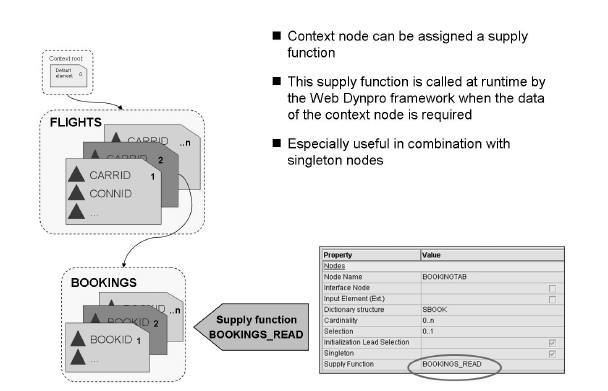 Context node can be assigned a supply
function
This supply function is called at runtime by
the Web Dynpro framework when the data
of the context node is required
Especially useful in combination with
singleton nodes
Context root
Default
element 0
FLIGHTS
CARRID ..n
CARRID 2
CARRID 1
CONNID
...
BOOKINGS
..n
BOOKID 2
BOOKID 1
...
Supply function
BOOKINGS_READ
Property Value
Nodes
Node Name BOOKINGTAB
Interface Node
Input Element (Ext.)
Dictionary structure SBOOK
Cardinality 0..n
Selection 0..1
Initialization Lead Selection
Singleton
Supply Function BOOKINGS_READ